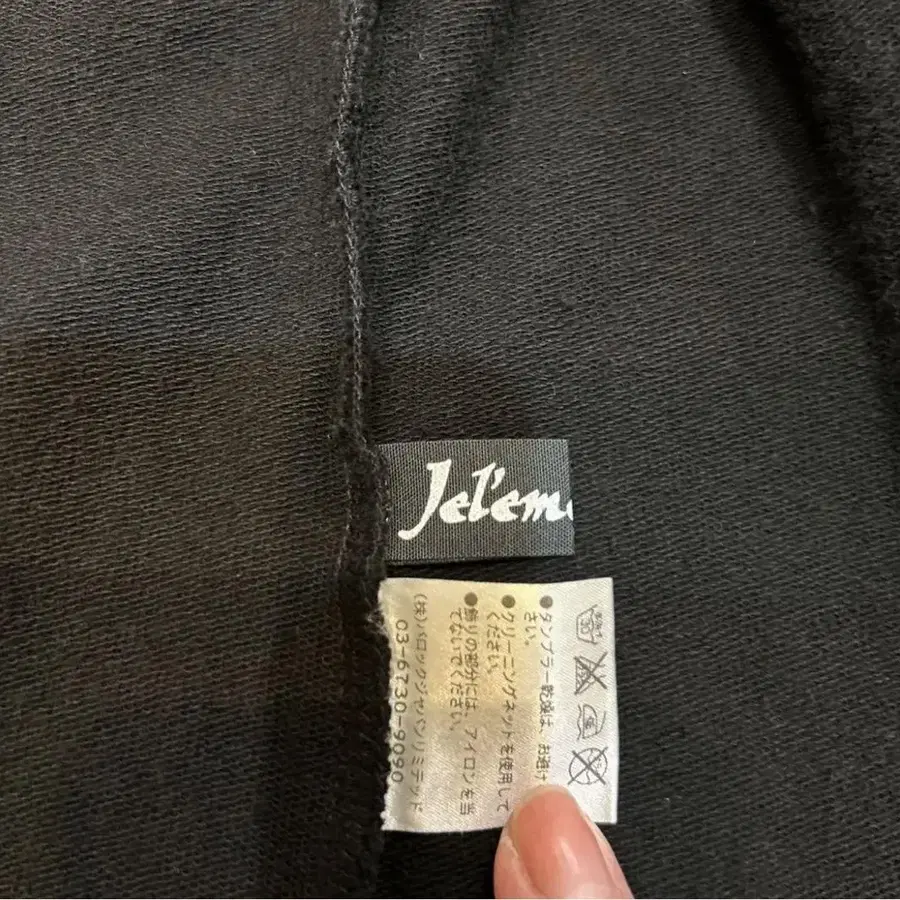 Jel'em
●タンブラー乾燥は、お避け
さい。
●クリーニングネットを使用して
ください。
●飾りの部分には、アイロンを当
てないでください。
(株)バロックジャパンリミテッド
03-6730-9090